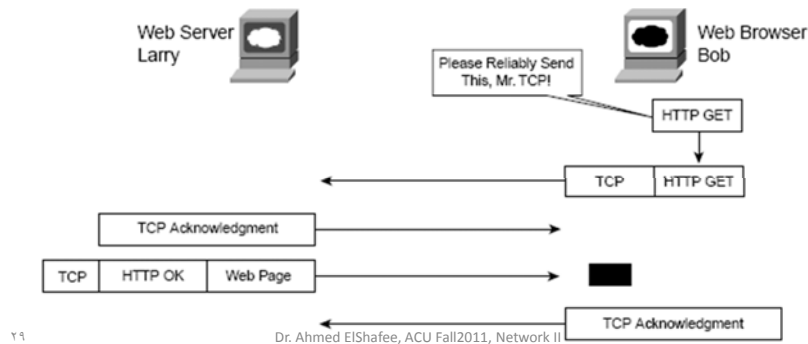 Web Server
Larry
Web Browser
Bob
Please Reliably Send
This, Mr. TCP!
HTTP GET
TCP HTTP GET
TCP Acknowledgment
TCP HTTP OK Web Page
TCP Acknowledgment
٢٩ Dr. Ahmed ElShafee, ACU Fall2011, Network II